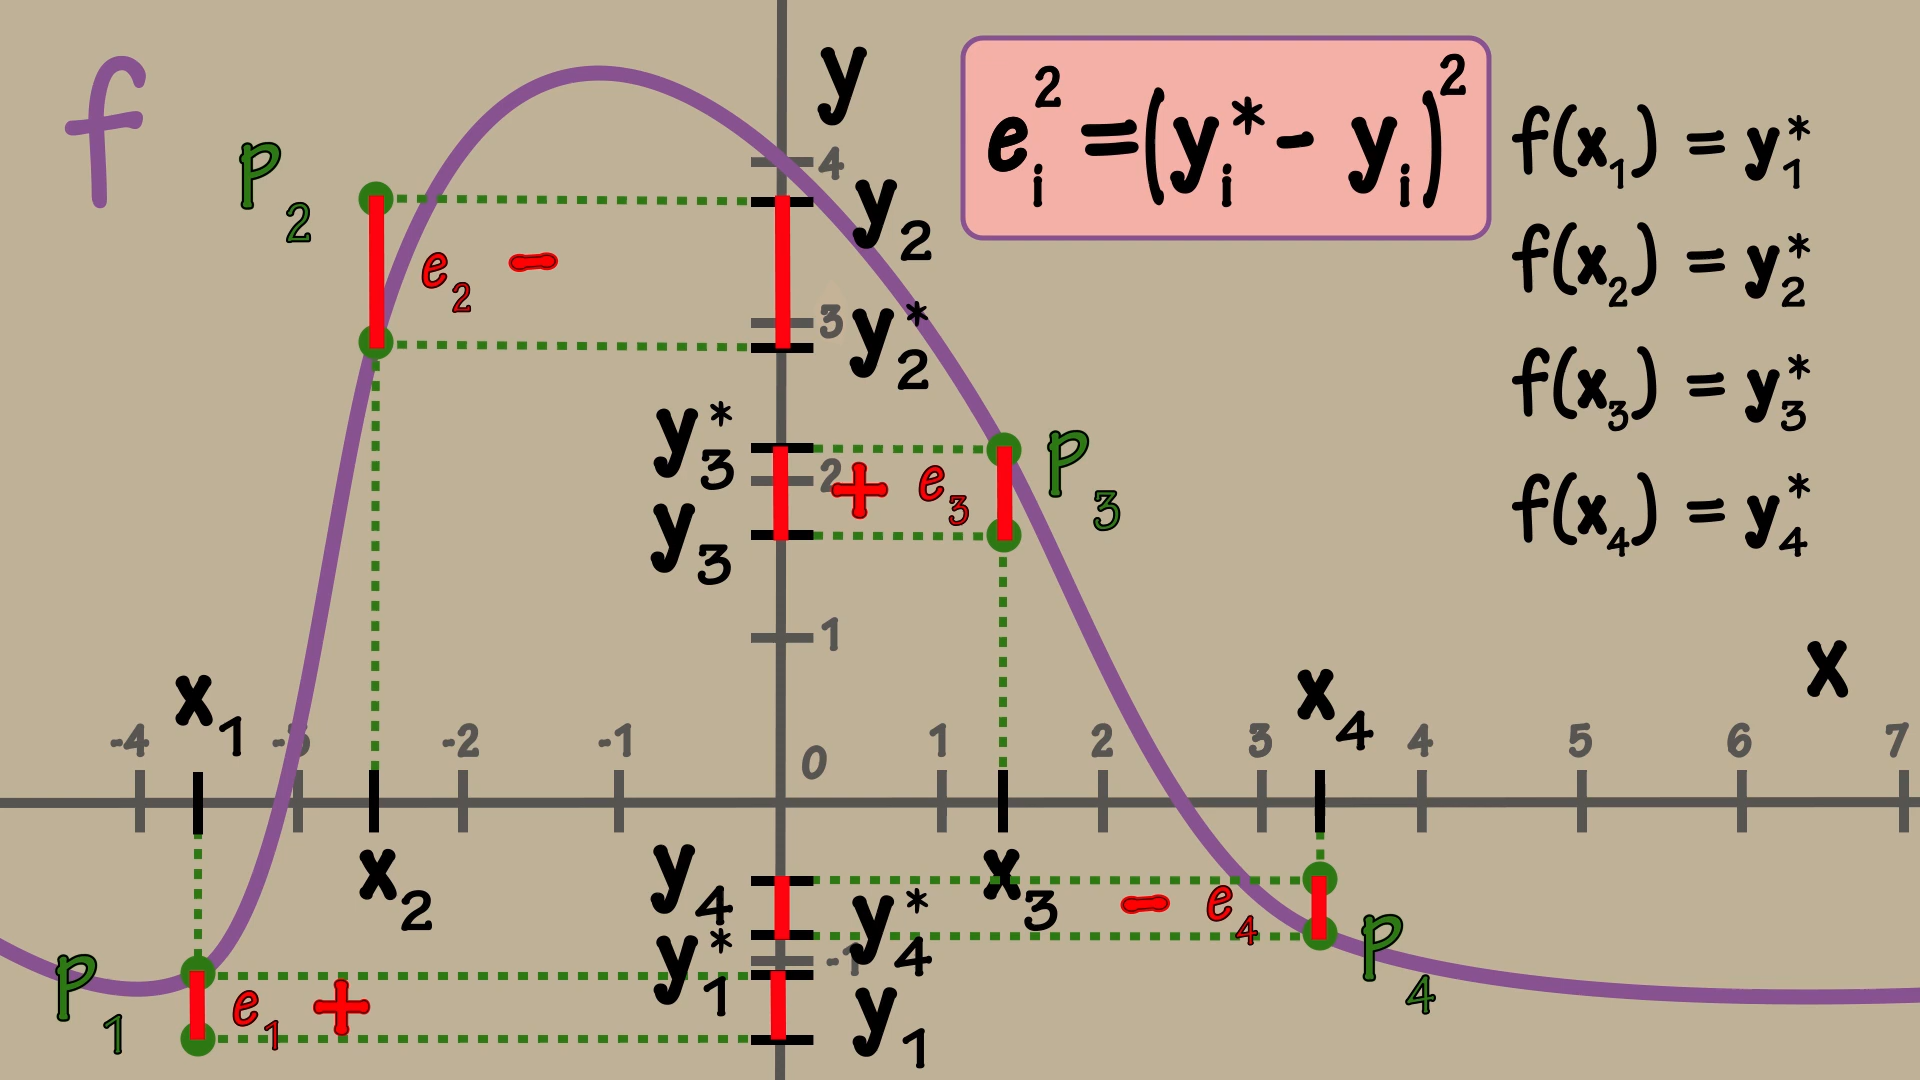 f
y
e_i^2 = (y_i^* - y_i)^2
f(x_1) = y_1^*
f(x_2) = y_2^*
f(x_3) = y_3^*
f(x_4) = y_4^*
P_2
4
y_2
e_2 -
3
y_2^*
y_3^*
2
+ e_3
P_3
y_3
1
x_1
x_4
x
-4 -3 -2 -1 0 1 2 3 4 5 6 7
x_2
y_4
x_3
y_4^*
- e_4
y_1^*
-1
P_4
P_1
e_1 +
y_1